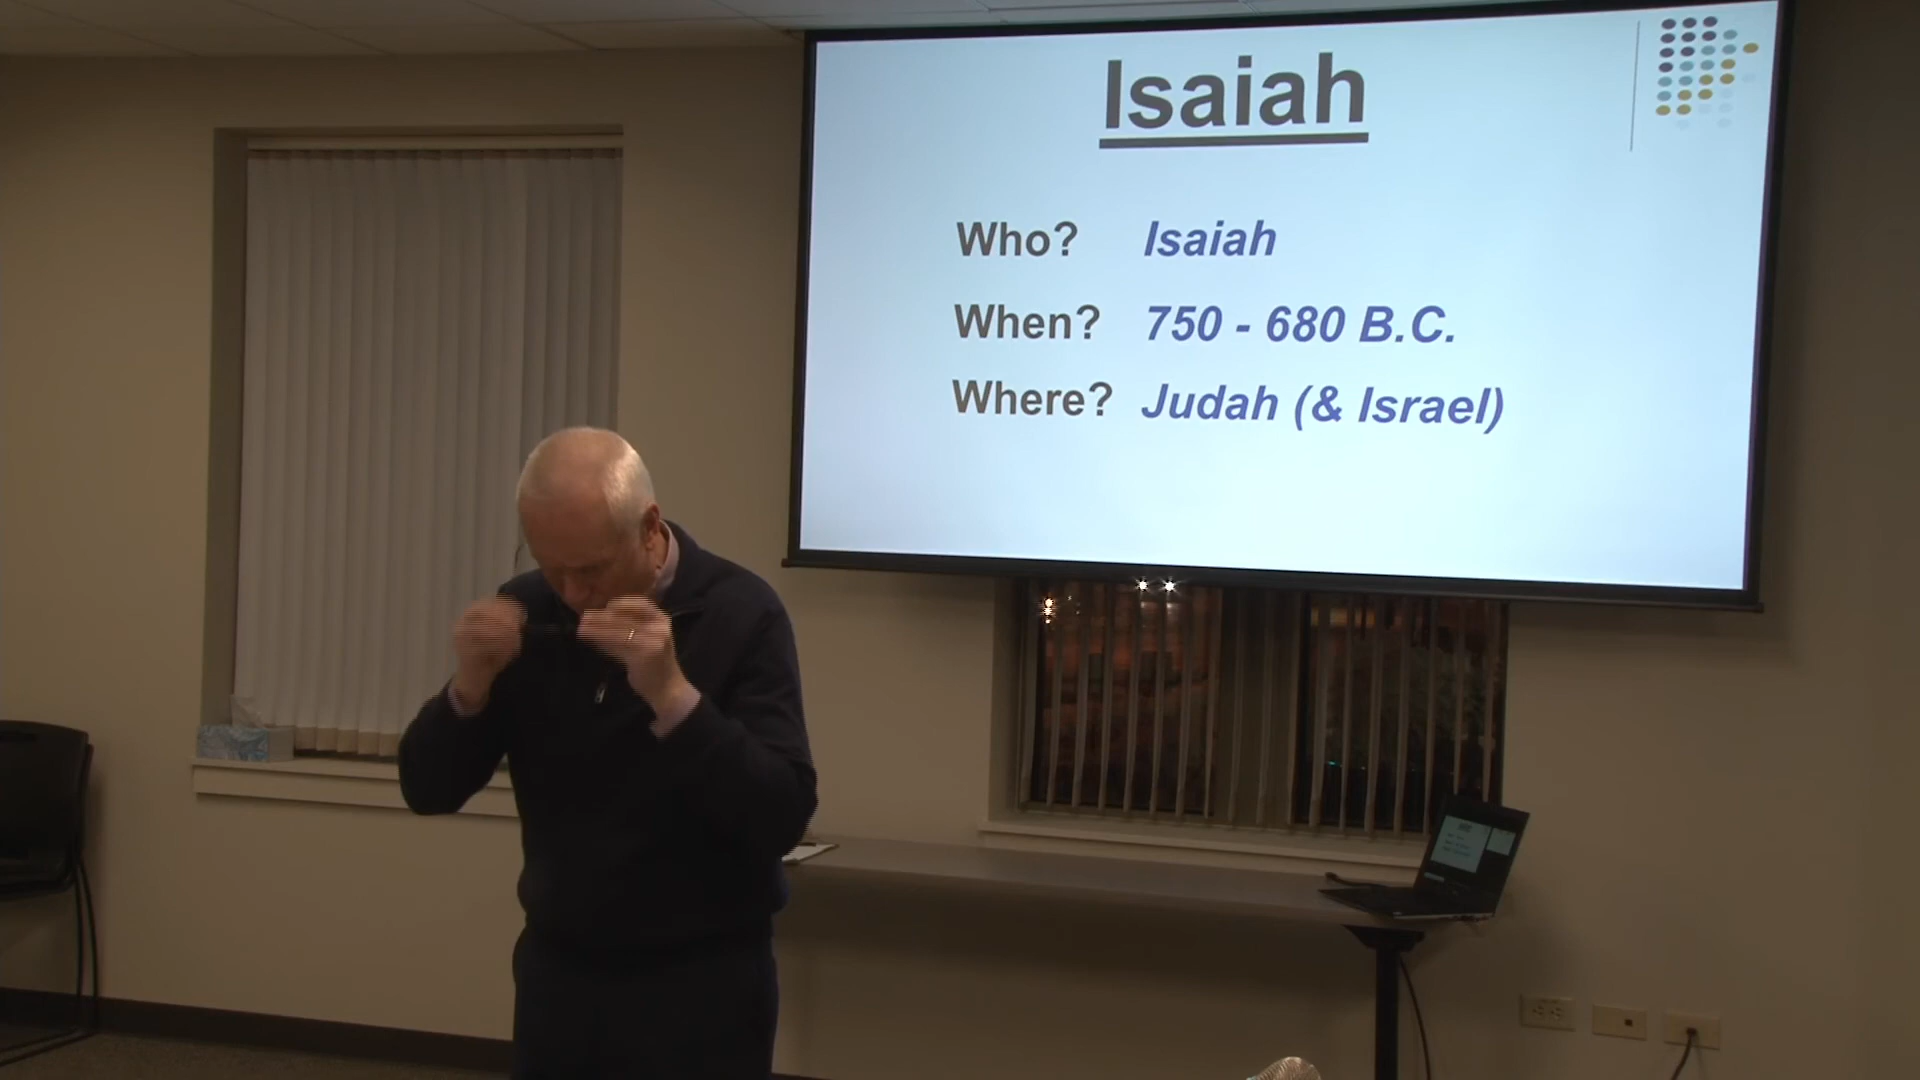 Isaiah
Who? Isaiah
When? 750 - 680 B.C.
Where? Judah (& Israel)